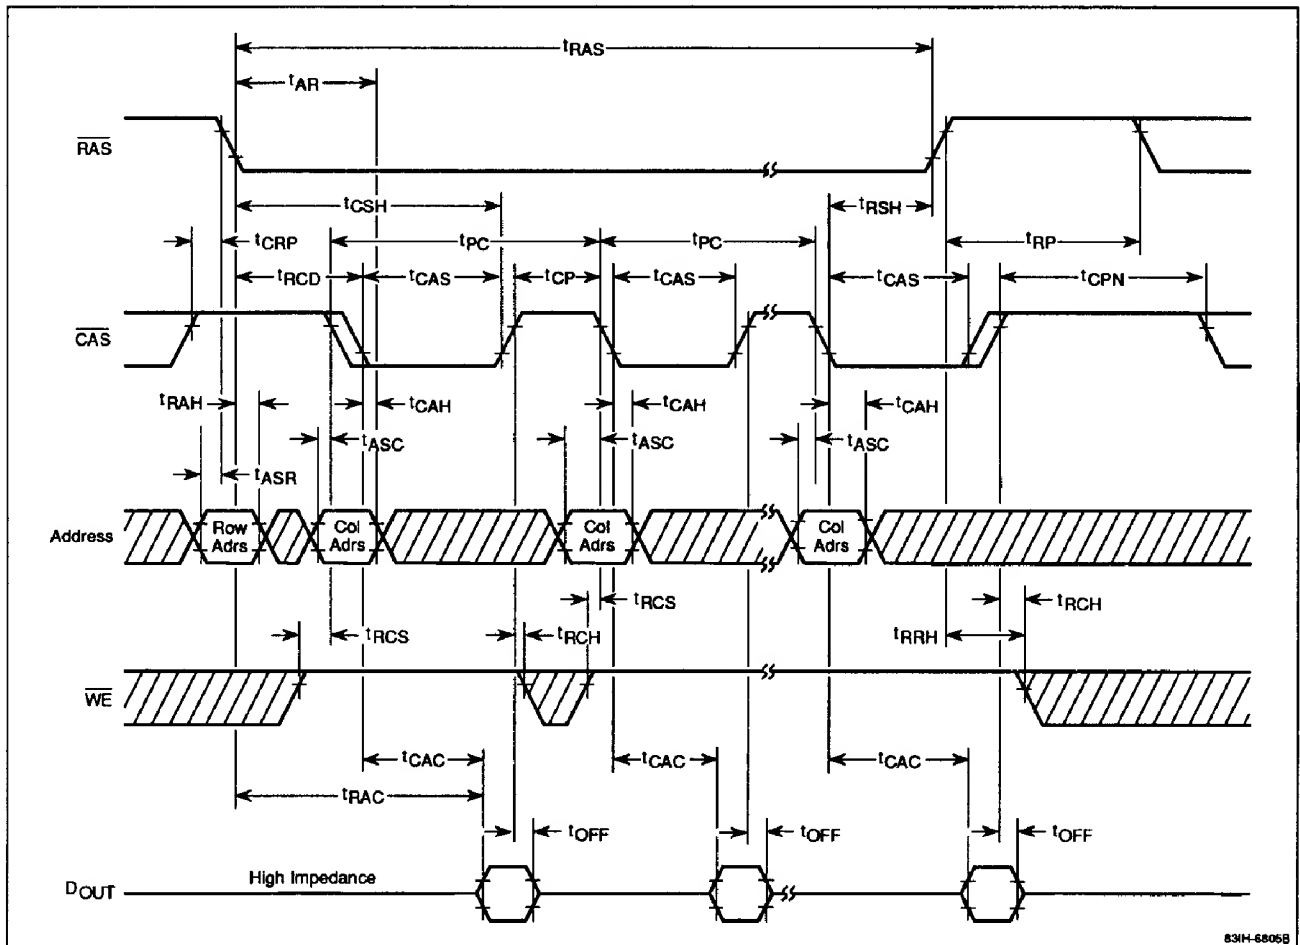 tRAS
tAR
RAS
tCSH
tRSH
tCRP
tPC
tPC
tRP
tRCD
tCAS
tCP
tCAS
tCAS
tCPN
CAS
tRAH
tCAH
tCAH
tCAH
tASC
tASC
tASC
tASR
Address
Row Adrs
Col Adrs
Col Adrs
Col Adrs
tRCS
tRCH
tRCS
tRCH
tRRH
WE
tCAC
tCAC
tCAC
tRAC
tOFF
tOFF
tOFF
DOUT
High Impedance
83IH-6805B